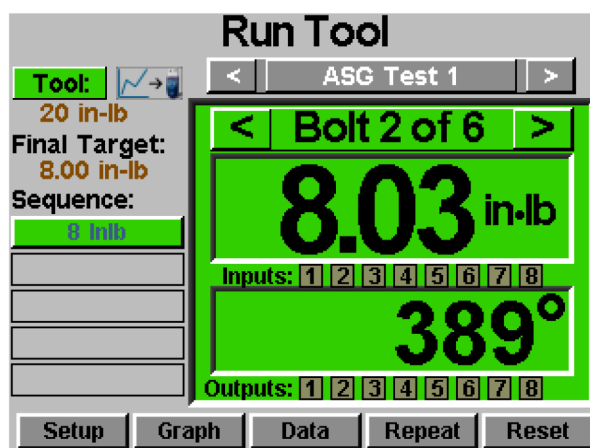 Run Tool
Tool:
< ASG Test 1 >
20 in-lb
Final Target:
8.00 in-lb
Sequence:
8 Inlb
< Bolt 2 of 6 >
8.03 in•lb
Inputs: 1 2 3 4 5 6 7 8
389°
Outputs: 1 2 3 4 5 6 7 8
Setup Graph Data Repeat Reset